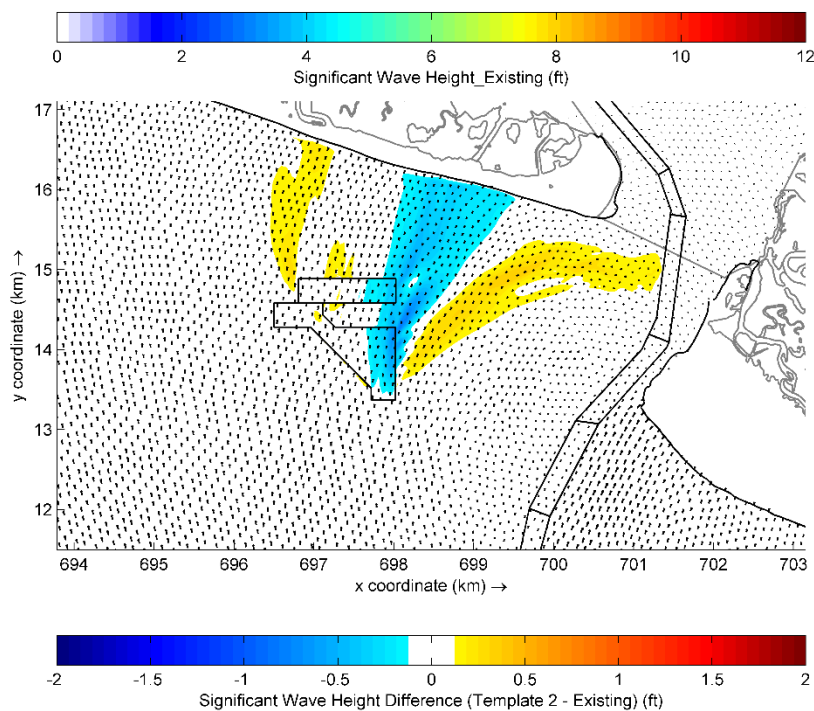 0 2 4 6 8 10 12
Significant Wave Height_Existing (ft)
17
16
15
14
13
12
y coordinate (km) →
694 695 696 697 698 699 700 701 702 703
x coordinate (km) →
-2 -1.5 -1 -0.5 0 0.5 1 1.5 2
Significant Wave Height Difference (Template 2 - Existing) (ft)